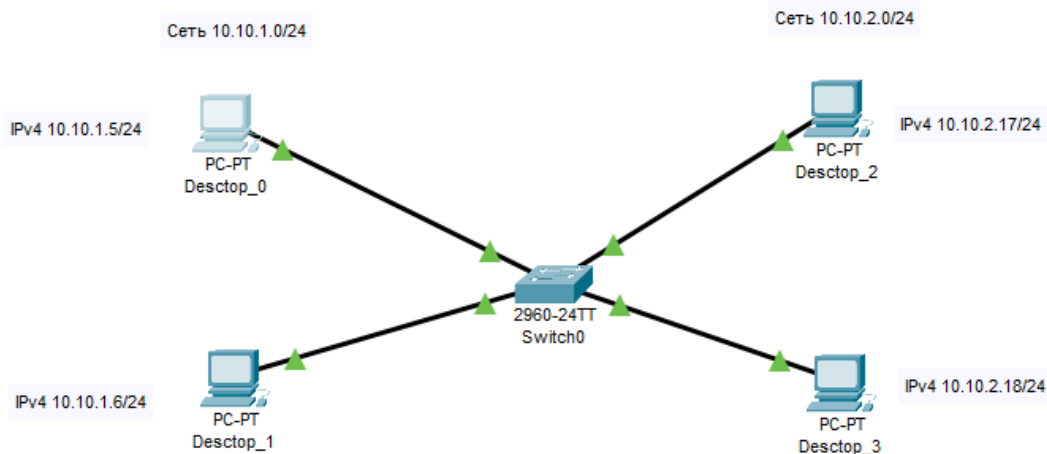 Сеть 10.10.1.0/24
Сеть 10.10.2.0/24
IPv4 10.10.1.5/24
PC-PT
Desctop_0
PC-PT
Desctop_2
IPv4 10.10.2.17/24
2960-24TT
Switch0
IPv4 10.10.1.6/24
PC-PT
Desctop_1
PC-PT
Desctop_3
IPv4 10.10.2.18/24